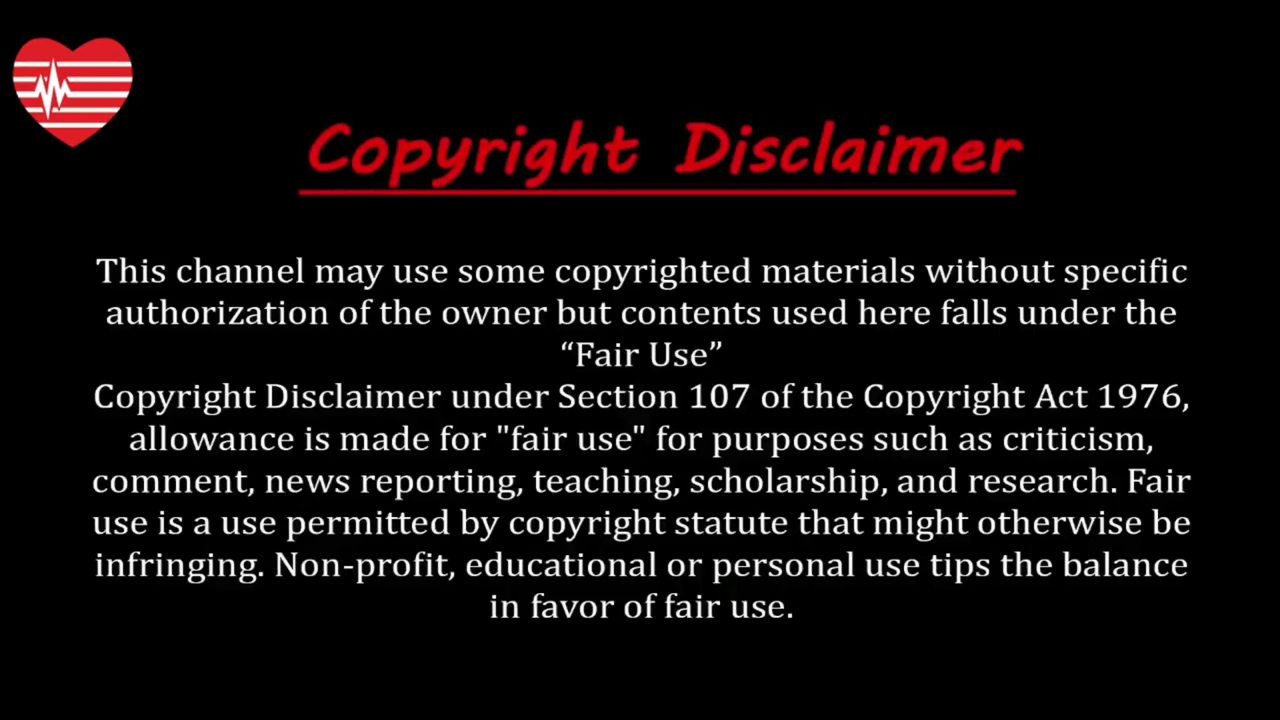 Copyright Disclaimer
This channel may use some copyrighted materials without specific
authorization of the owner but contents used here falls under the
“Fair Use”
Copyright Disclaimer under Section 107 of the Copyright Act 1976,
allowance is made for "fair use" for purposes such as criticism,
comment, news reporting, teaching, scholarship, and research. Fair
use is a use permitted by copyright statute that might otherwise be
infringing. Non-profit, educational or personal use tips the balance
in favor of fair use.